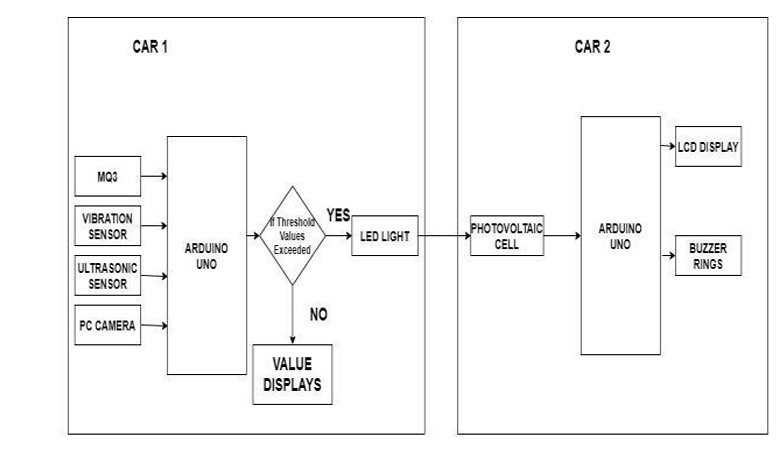 CAR 1
CAR 2
MQ3
VIBRATION
SENSOR
ULTRASONIC
SENSOR
PC CAMERA
ARDUINO
UNO
If Threshold
Values
Exceeded
YES
NO
VALUE
DISPLAYS
LED LIGHT
PHOTOVOLTAIC
CELL
ARDUINO
UNO
LCD DISPLAY
BUZZER
RINGS